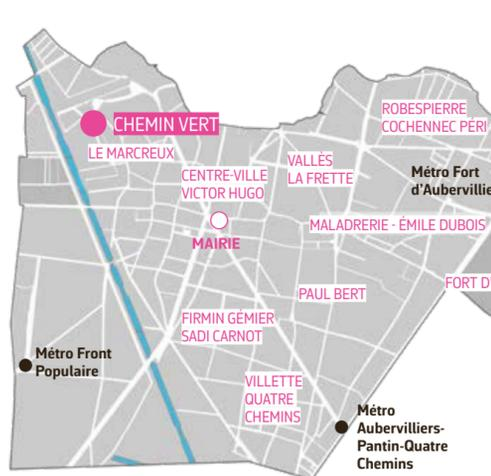 CHEMIN VERT
LE MARCREUX
ROBESPIERRE
COCHENNEC PÉRI
CENTRE-VILLE
VICTOR HUGO
VALLÈS
LA FRETTE
Métro Fort
MAIRIE
MALADRERIE - ÉMILE DUBOIS
FORT
PAUL BERT
FIRMIN GÉMIER
SADI CARNOT
Métro Front
Populaire
VILLETTE
QUATRE
CHEMINS
Métro
Aubervilliers-
Pantin-Quatre
Chemins